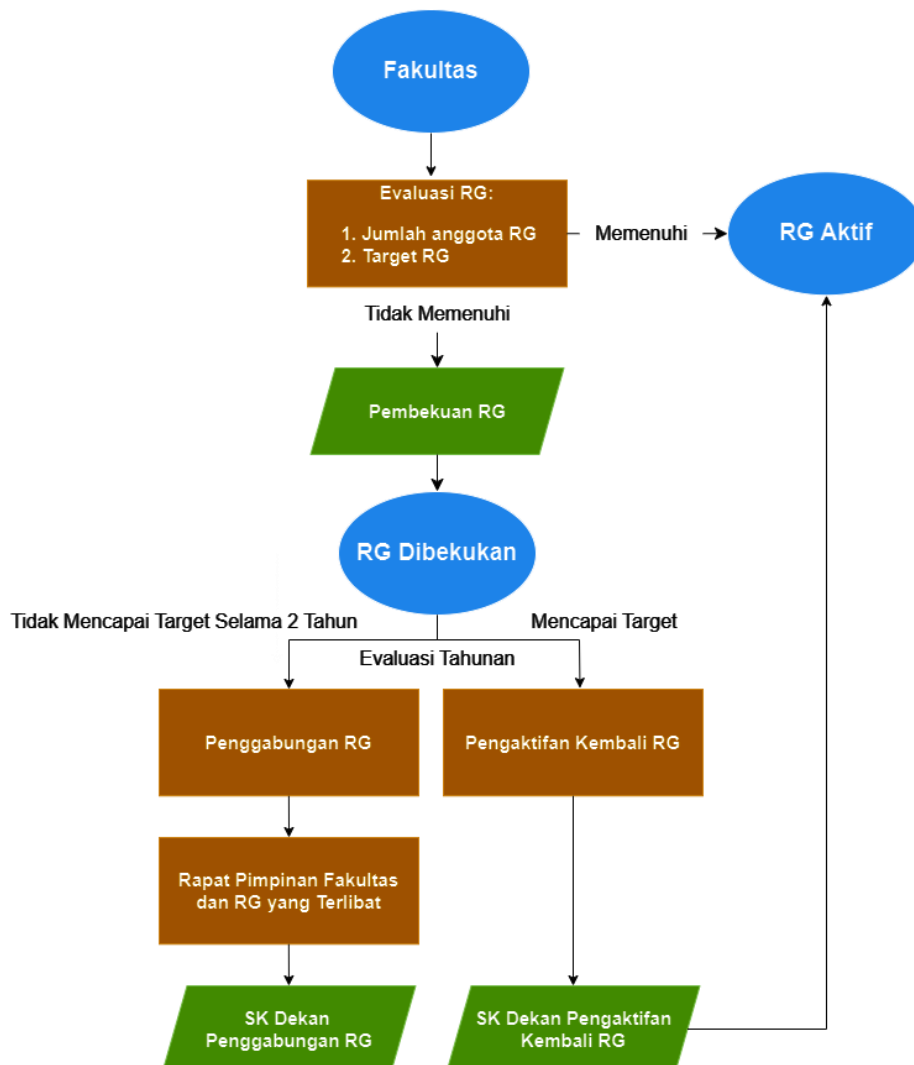 Fakultas
Evaluasi RG:
1. Jumlah anggota RG
2. Target RG
Memenuhi
RG Aktif
Tidak Memenuhi
Pembekuan RG
RG Dibekukan
Tidak Mencapai Target Selama 2 Tahun
Mencapai Target
Evaluasi Tahunan
Penggabungan RG
Pengaktifan Kembali RG
Rapat Pimpinan Fakultas
dan RG yang Terlibat
SK Dekan
Penggabungan RG
SK Dekan Pengaktifan
Kembali RG